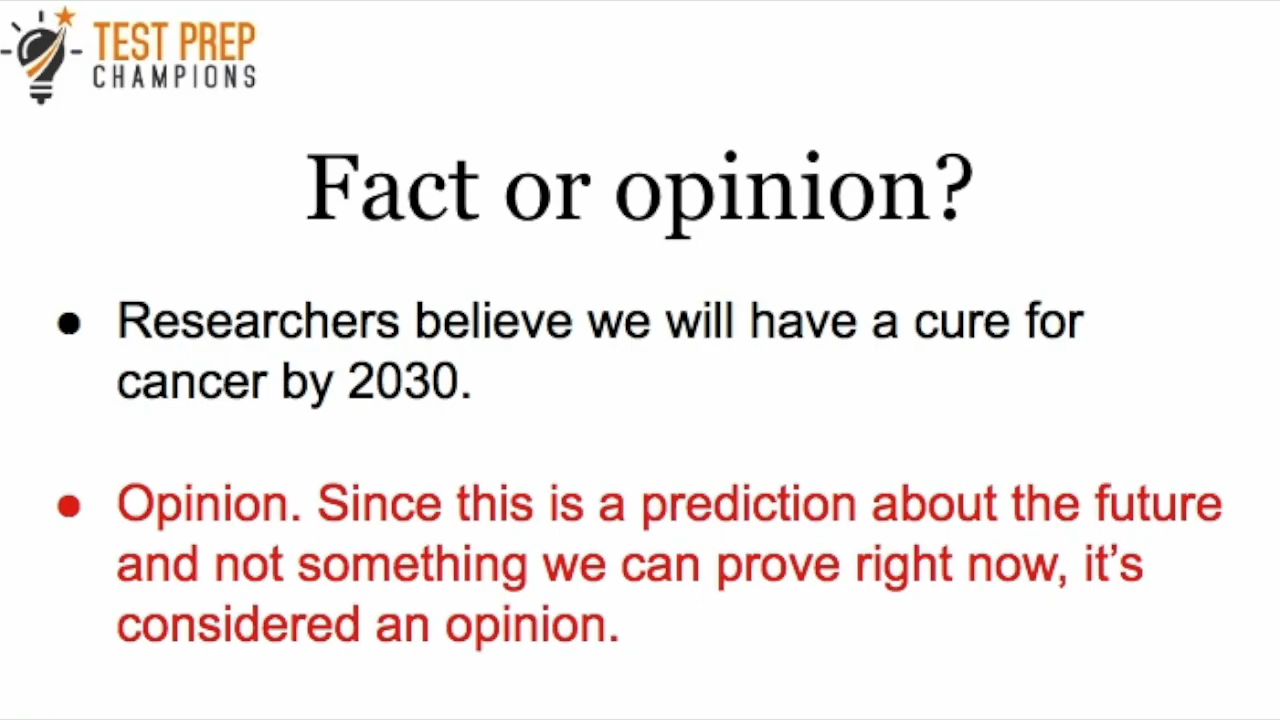 TEST PREP
CHAMPIONS
Fact or opinion?
● Researchers believe we will have a cure for
cancer by 2030.
● Opinion. Since this is a prediction about the future
and not something we can prove right now, it’s
considered an opinion.